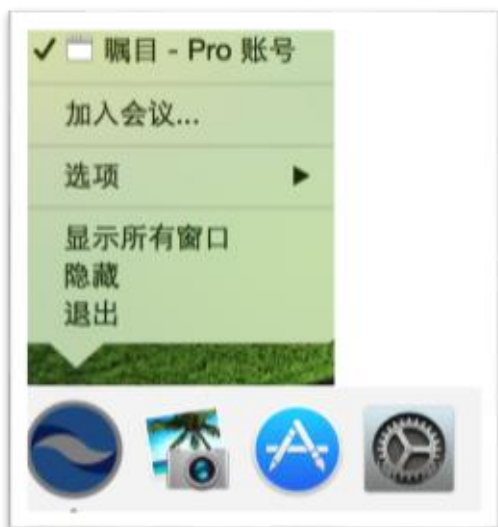 瞩目 - Pro 账号
加入会议...
选项
显示所有窗口
隐藏
退出